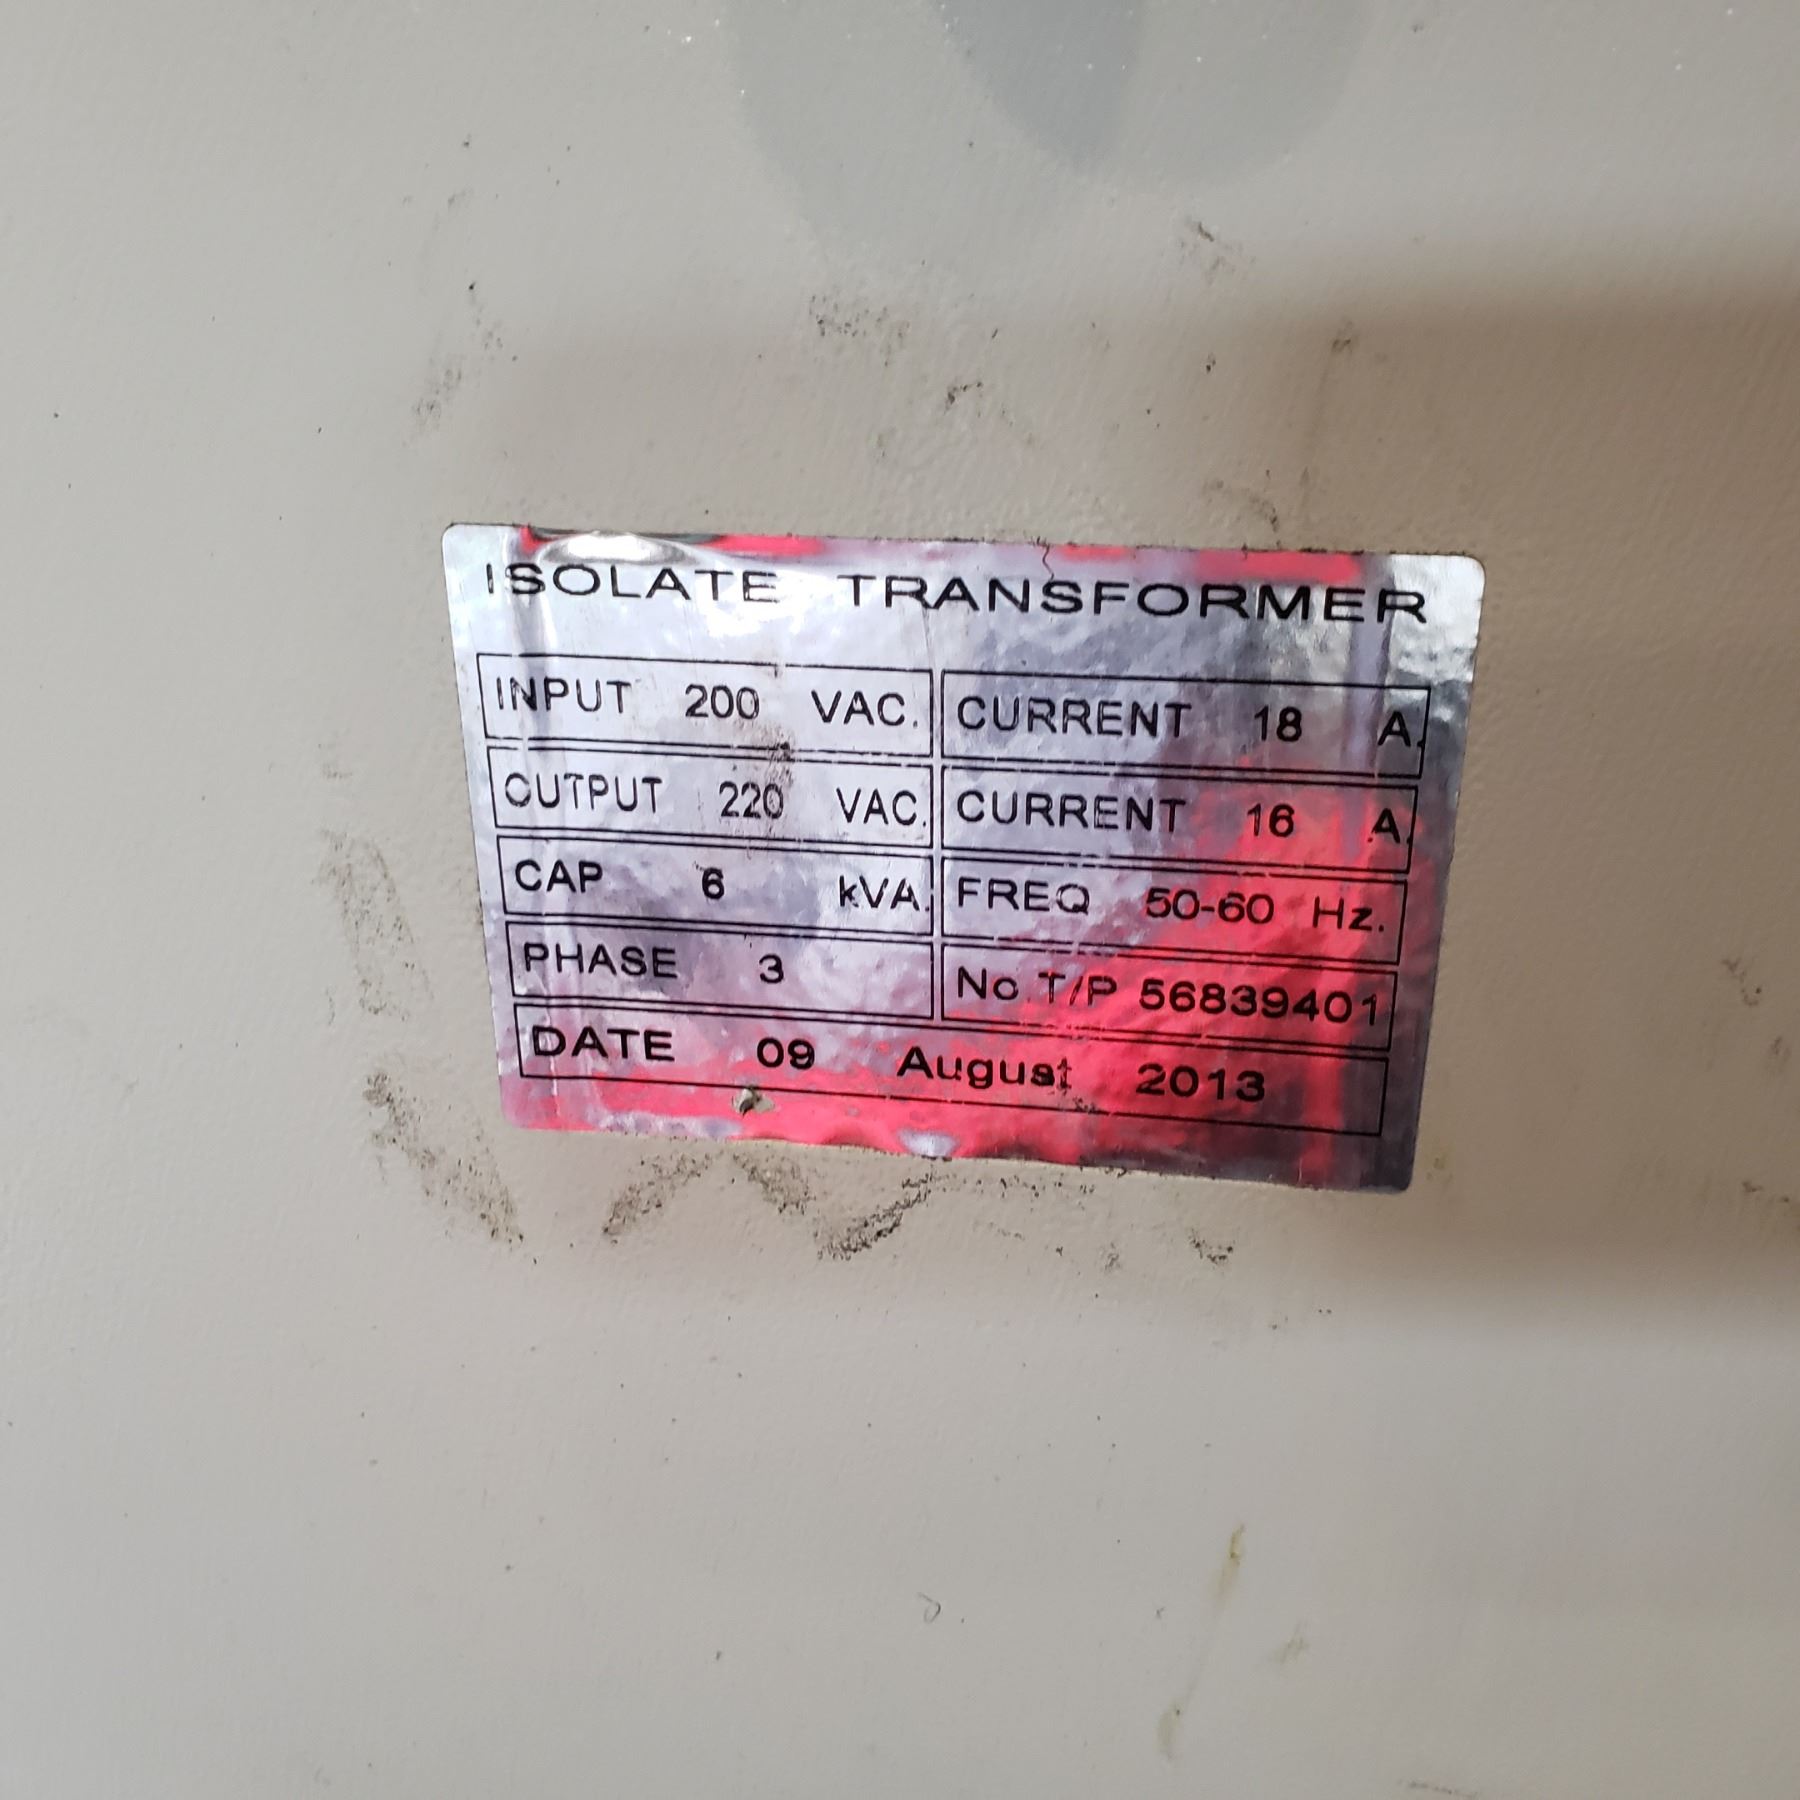 ISOLATE TRANSFORMER
INPUT 200 VAC. CURRENT 18 A.
OUTPUT 220 VAC. CURRENT 16 A.
CAP 6 kVA. FREQ 50-60 Hz.
PHASE 3 No.T/P 56839401
DATE 09 August 2013